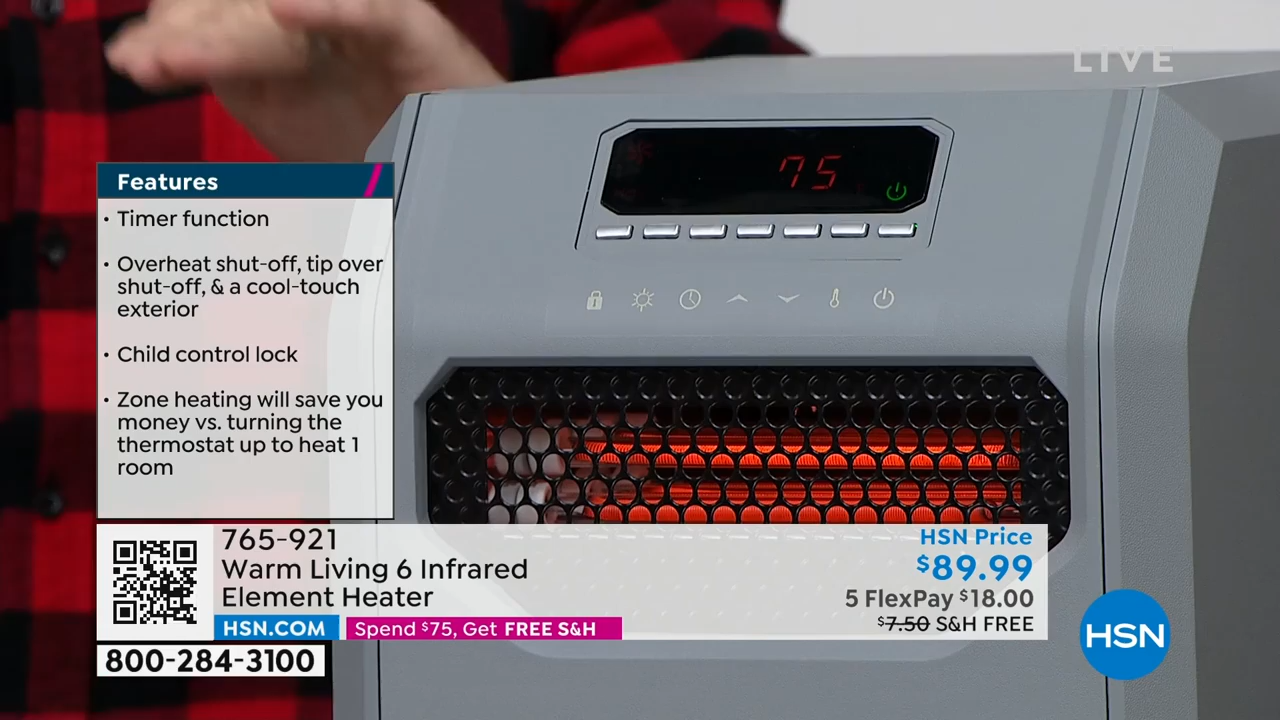 LIVE
75
Features
• Timer function
• Overheat shut-off, tip over
shut-off, & a cool-touch
exterior
• Child control lock
• Zone heating will save you
money vs. turning the
thermostat up to heat 1
room
765-921
Warm Living 6 Infrared
Element Heater
HSN.COM
Spend $75, Get FREE S&H
HSN Price
$89.99
5 FlexPay $18.00
$7.50 S&H FREE
800-284-3100
HSN